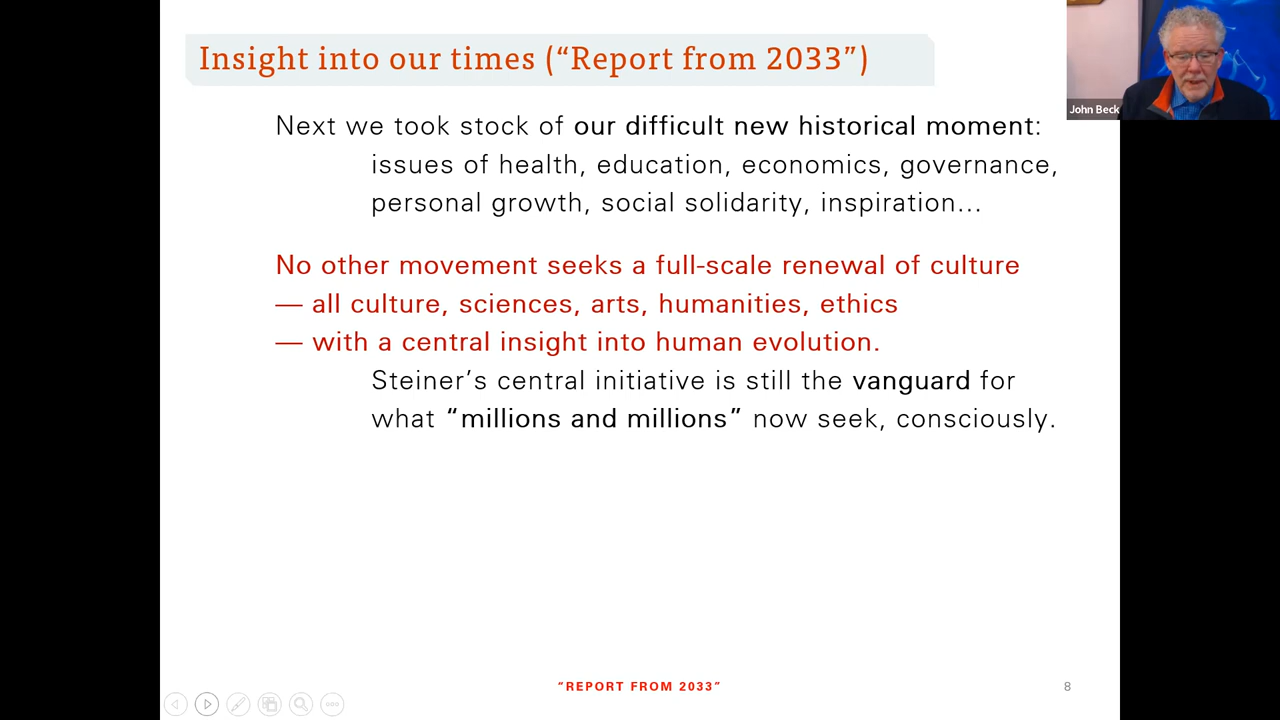 Insight into our times (“Report from 2033”)
John Beck
Next we took stock of our difficult new historical moment:
issues of health, education, economics, governance,
personal growth, social solidarity, inspiration…
No other movement seeks a full-scale renewal of culture
— all culture, sciences, arts, humanities, ethics
— with a central insight into human evolution.
Steiner’s central initiative is still the vanguard for
what “millions and millions” now seek, consciously.
“REPORT FROM 2033”
8